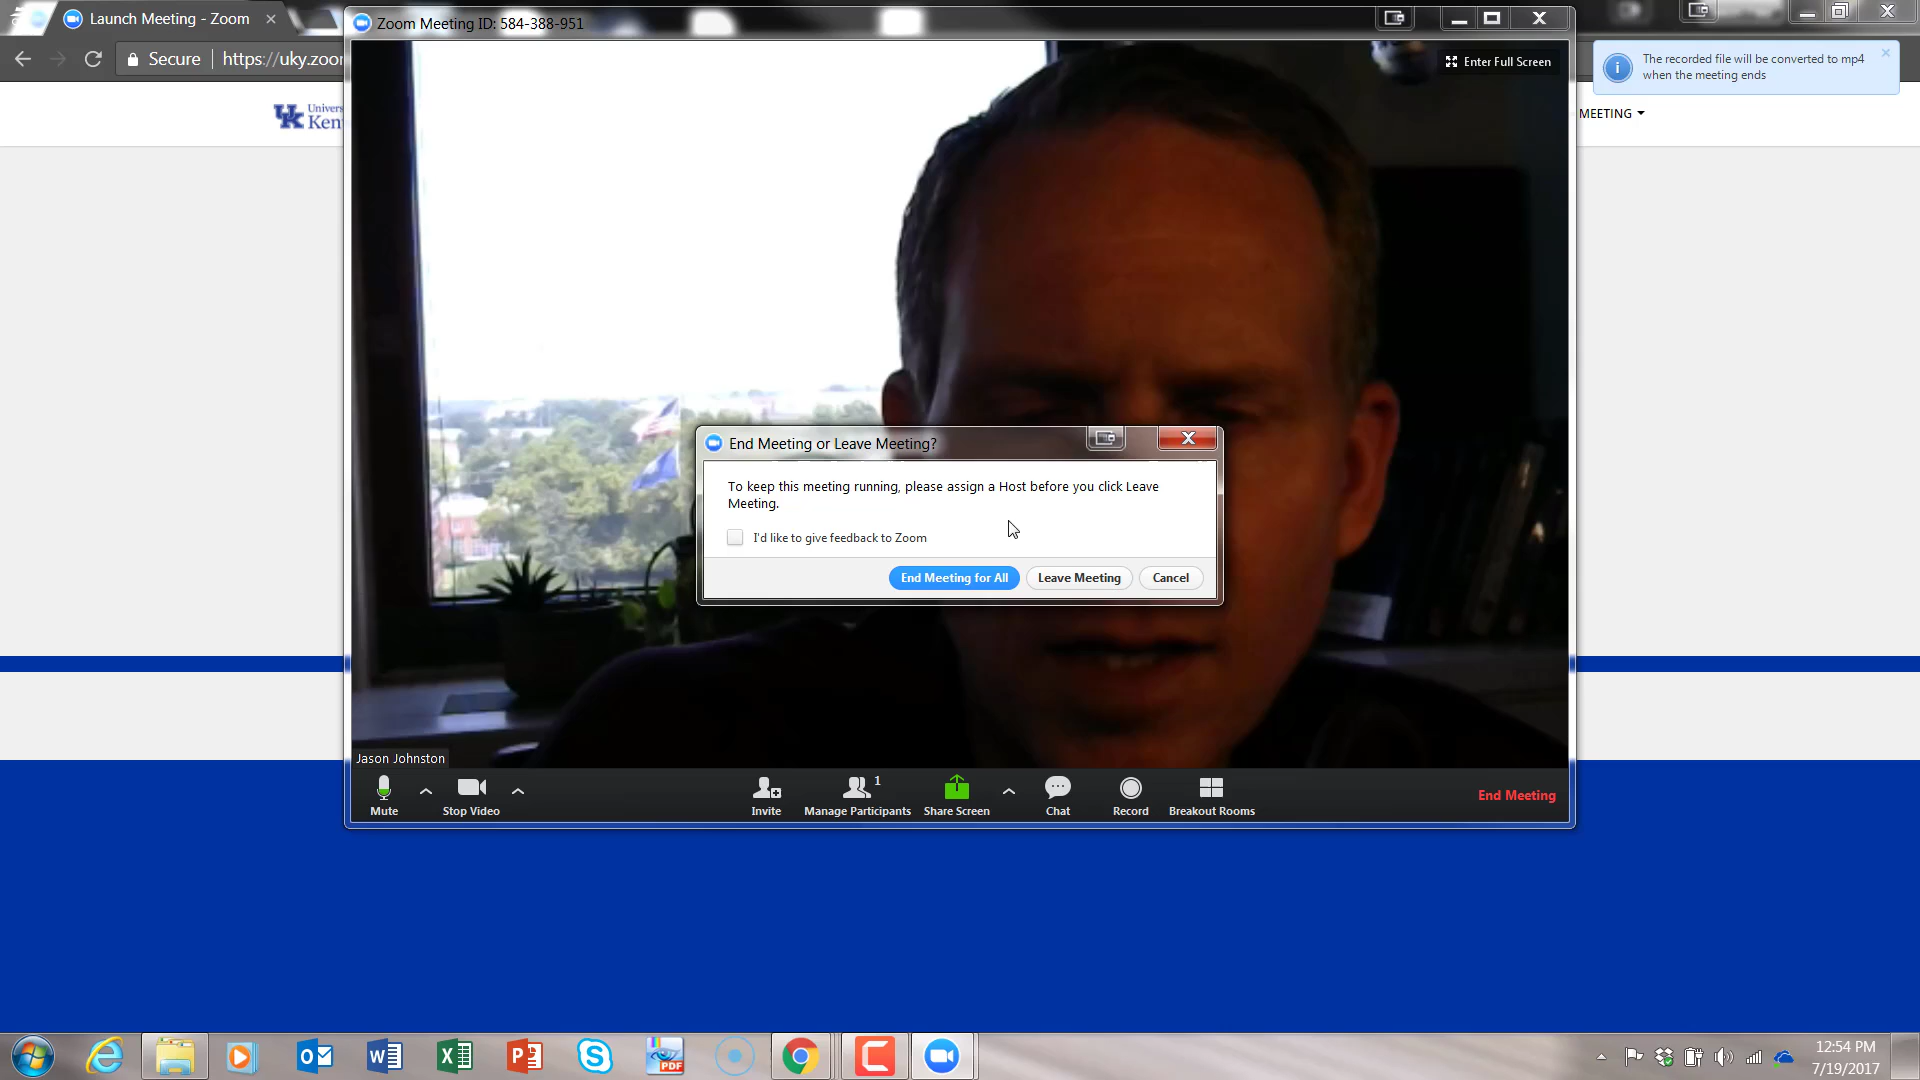 Launch Meeting - Zoom
Secure
https://uky.zoo
Zoom Meeting ID: 584-388-951
Enter Full Screen
The recorded file will be converted to mp4
when the meeting ends
Univers
Ken
MEETING
End Meeting or Leave Meeting?
To keep this meeting running, please assign a Host before you click Leave
Meeting.
I'd like to give feedback to Zoom
End Meeting for All
Leave Meeting
Cancel
Jason Johnston
Mute
Stop Video
Invite
1
Manage Participants
Share Screen
Chat
Record
Breakout Rooms
End Meeting
PDF
12:54 PM
7/19/2017